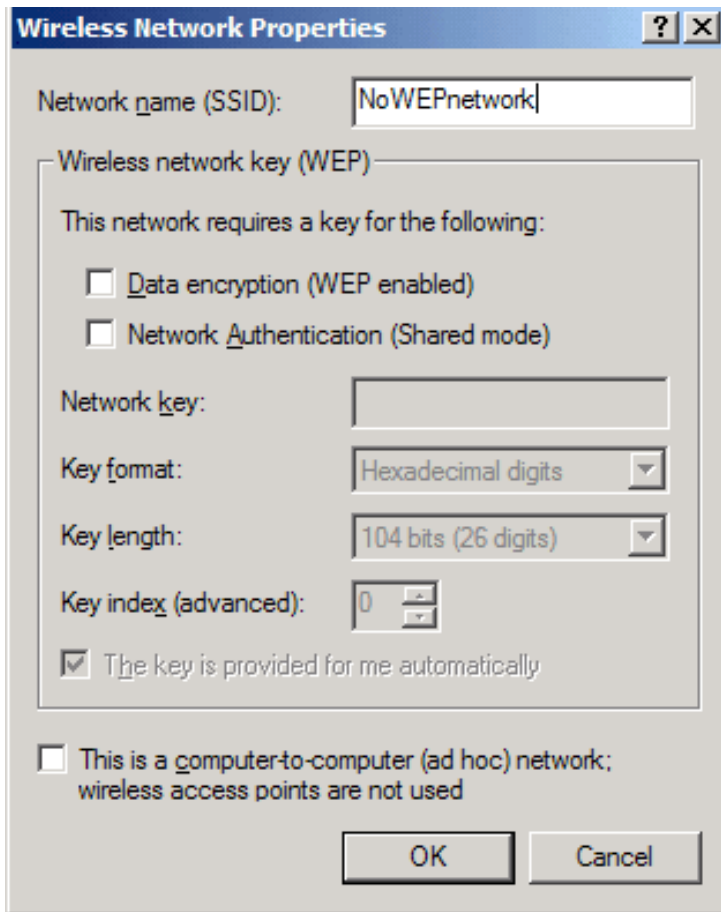 Wireless Network Properties
Network name (SSID): NoWEPnetwork
Wireless network key (WEP)
This network requires a key for the following:
Data encryption (WEP enabled)
Network Authentication (Shared mode)
Network key:
Key format: Hexadecimal digits
Key length: 104 bits (26 digits)
Key index (advanced): 0
The key is provided for me automatically
This is a computer-to-computer (ad hoc) network;
wireless access points are not used
OK Cancel